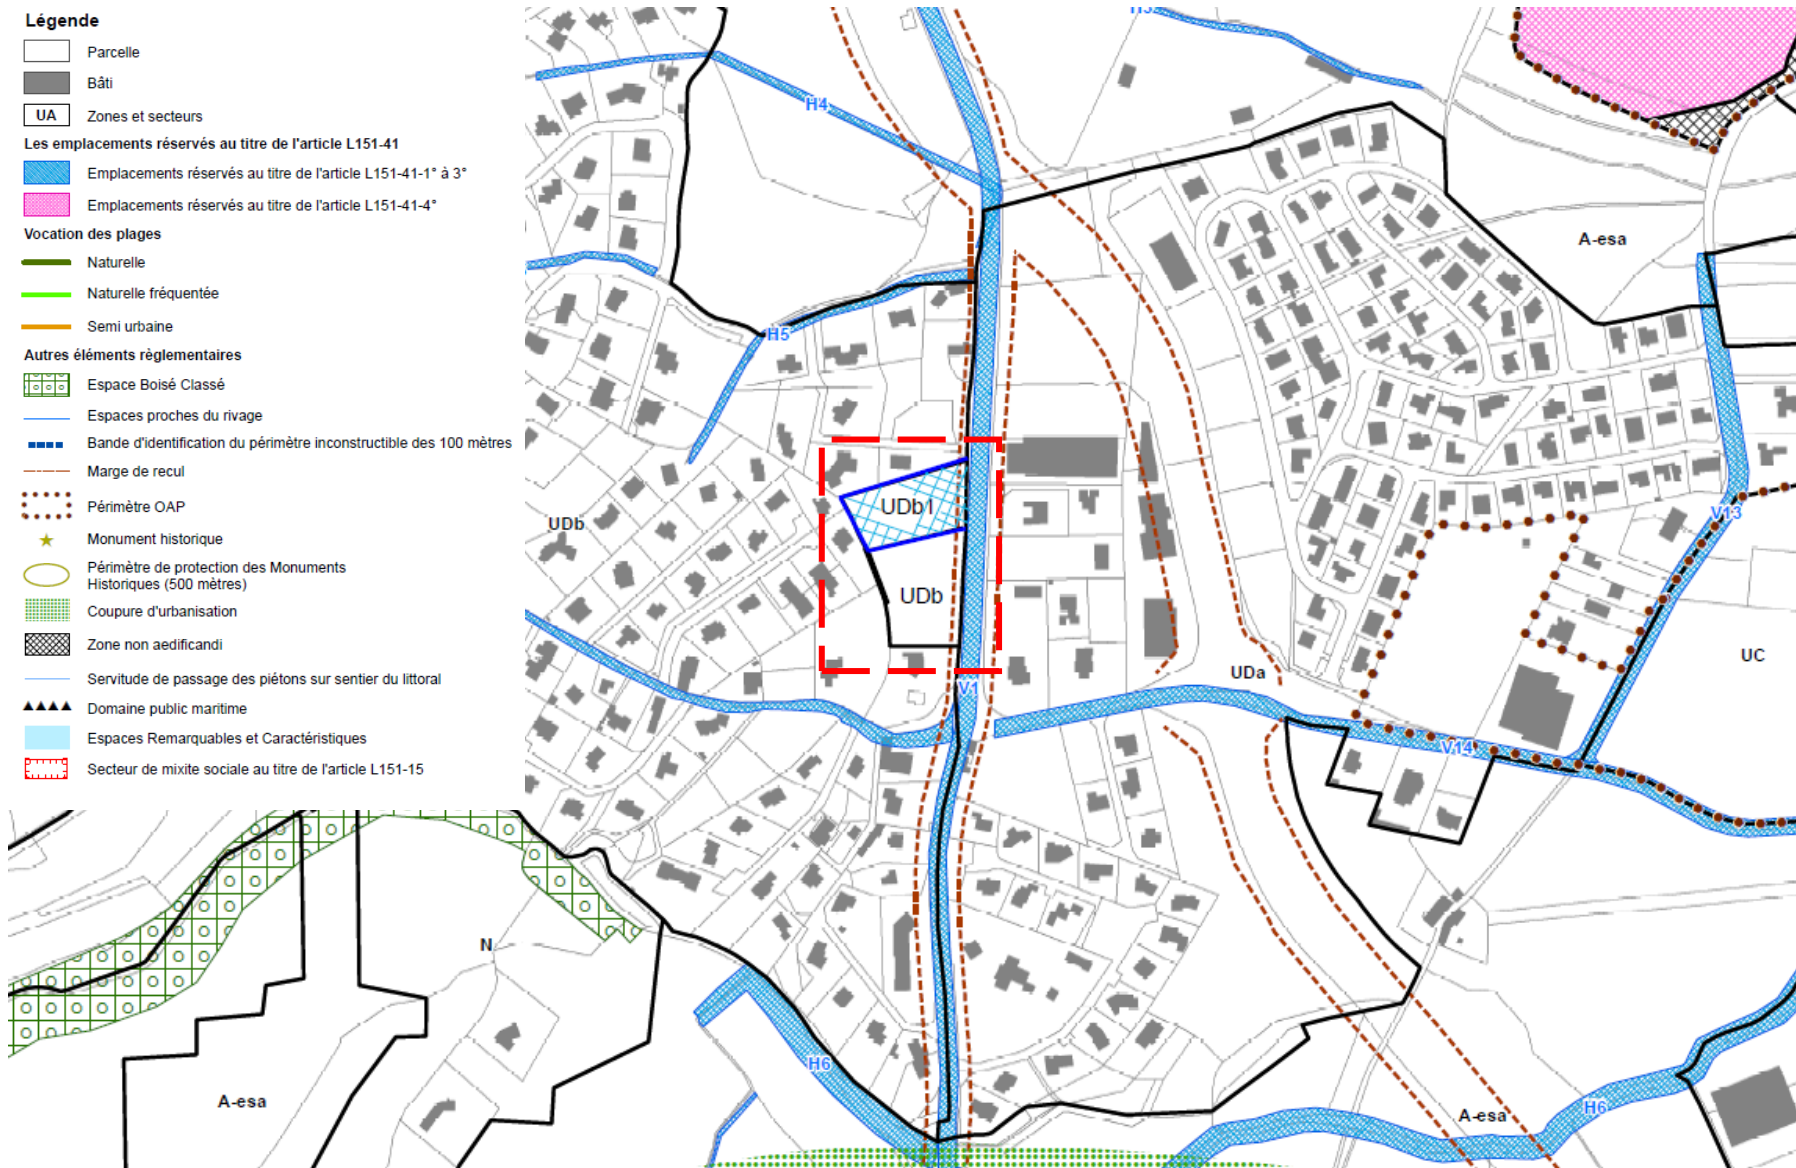 Légende
Parcelle
Bâti
UA Zones et secteurs
Les emplacements réservés au titre de l'article L151-41
Emplacements réservés au titre de l'article L151-41-1° à 3°
Emplacements réservés au titre de l'article L151-41-4°
Vocation des plages
Naturelle
Naturelle fréquentée
Semi urbaine
Autres éléments règlementaires
Espace Boisé Classé
Espaces proches du rivage
Bande d'identification du périmètre inconstructible des 100 mètres
Marge de recul
Périmètre OAP
Monument historique
Périmètre de protection des Monuments
Historiques (500 mètres)
Coupure d'urbanisation
Zone non aedificandi
Servitude de passage des piétons sur sentier du littoral
Domaine public maritime
Espaces Remarquables et Caractéristiques
Secteur de mixite sociale au titre de l'article L151-15
H4
A-esa
H5
UDb1
V13
UDb
UDb
UC
UDa
V1
V14
N
H6
A-esa
H6
A-esa